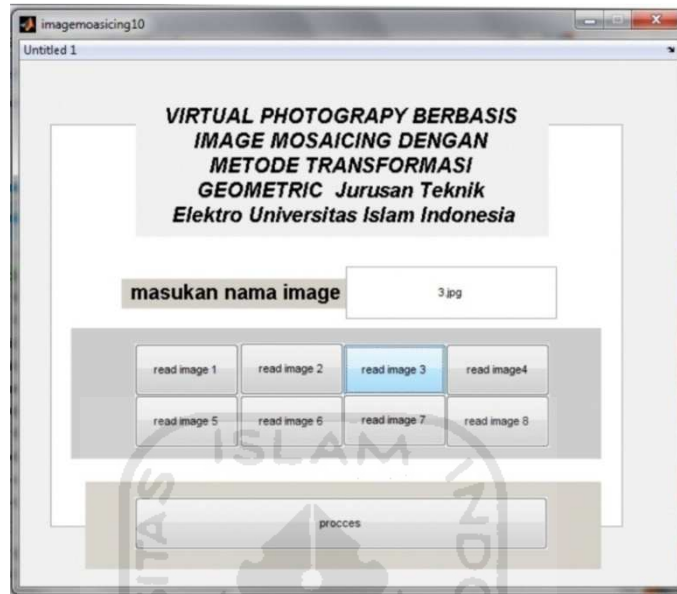 imagemoasicing10
Untitled 1
VIRTUAL PHOTOGRAPY BERBASIS
IMAGE MOSAICING DENGAN
METODE TRANSFORMASI
GEOMETRIC Jurusan Teknik
Elektro Universitas Islam Indonesia
masukan nama image 3.jpg
read image 1 read image 2 read image 3 read image4
read image 5 read image 6 read image 7 read image 8
ISLAM
procces